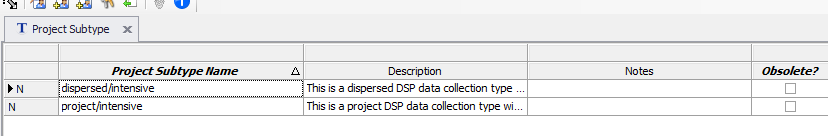 Project Subtype
Project Subtype Name Description Notes Obsolete?
N dispersed/intensive This is a dispersed DSP data collection type ...
N project/intensive This is a project DSP data collection type wi...